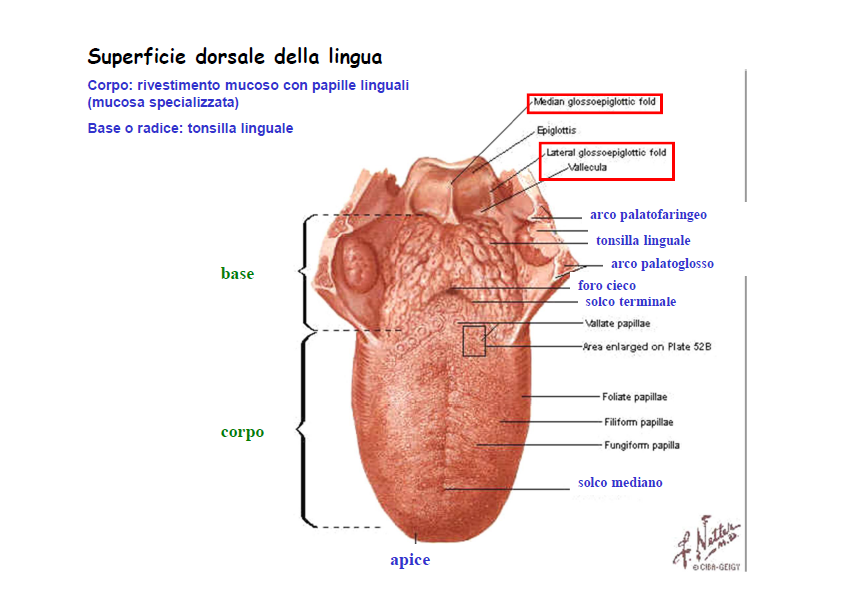 Superficie dorsale della lingua
Corpo: rivestimento mucoso con papille linguali
(mucosa specializzata)
Base o radice: tonsilla linguale
Median glossoepiglottic fold
Epiglottis
Lateral glossoepiglottic fold
Vallecula
arco palatofaringeo
tonsilla linguale
arco palatoglosso
base
foro cieco
solco terminale
Vallate papillae
Area enlarged on Plate 52B
Foliate papillae
Filiform papillae
corpo
Fungiform papilla
solco mediano
apice
F. Netter
M.D.
© CIBA-GEIGY